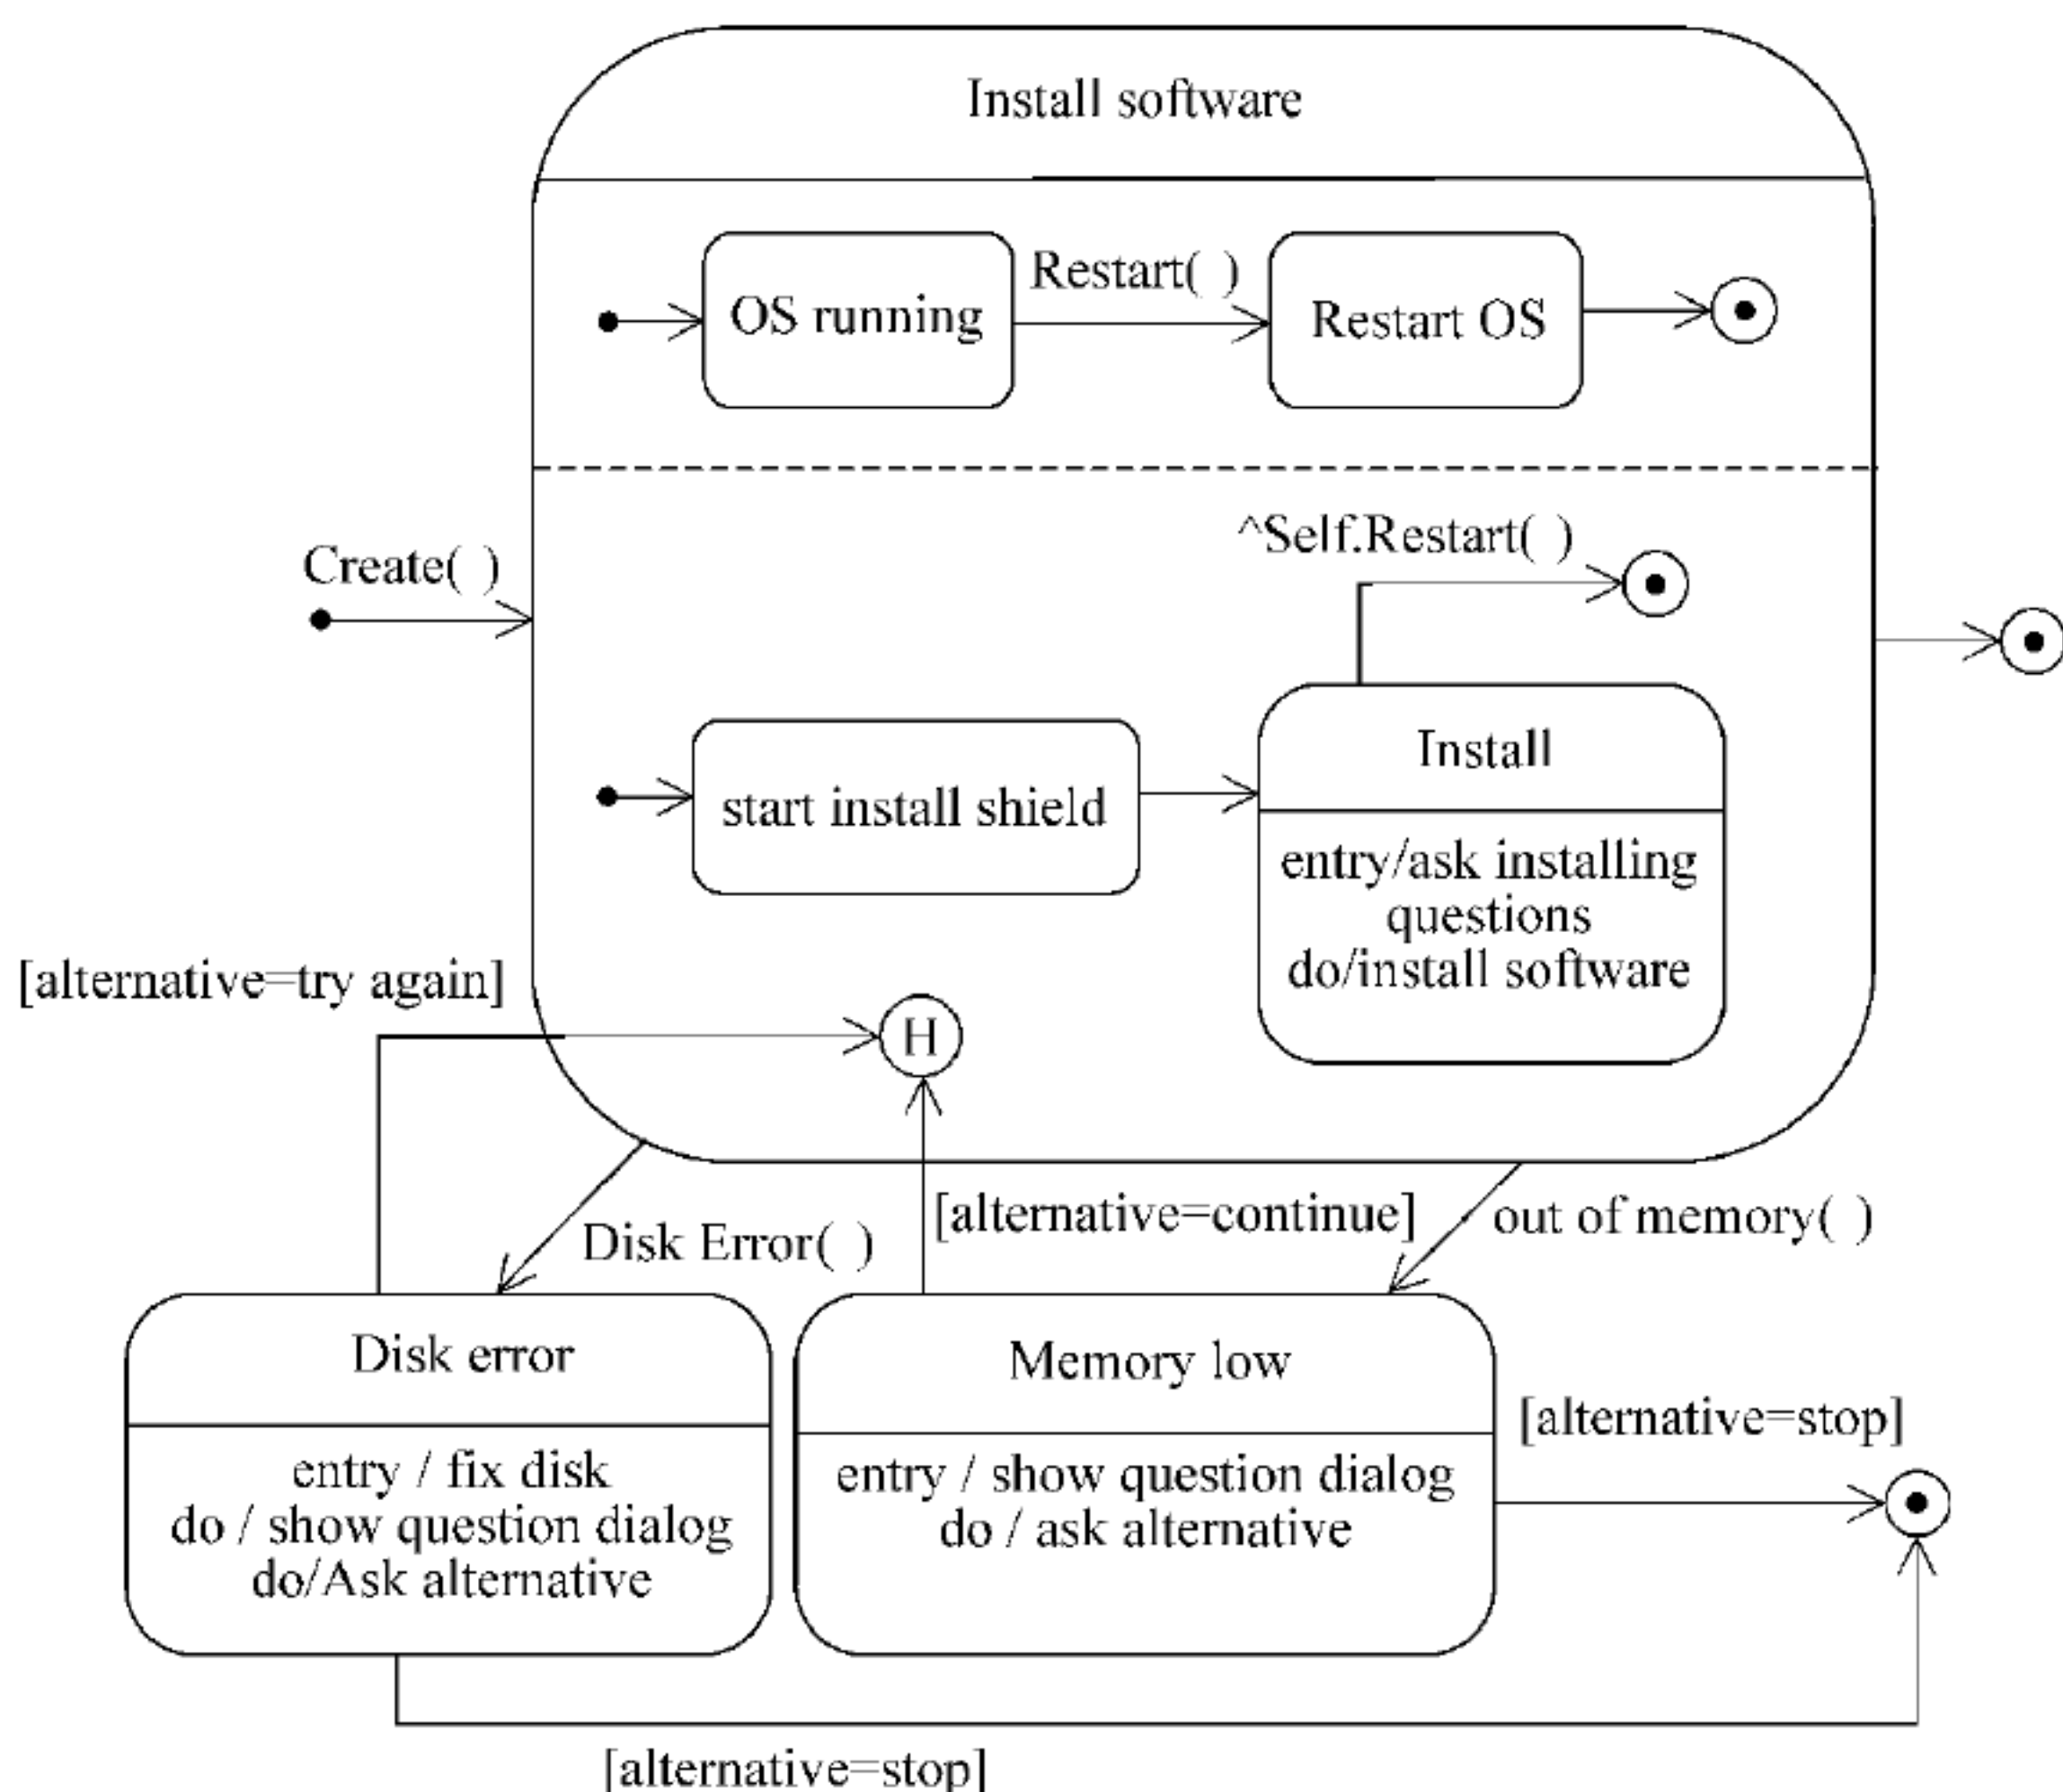 Install software
Restart( )
OS running
Restart OS
^Self.Restart( )
Create( )
Install
start install shield
entry/ask installing
questions
do/install software
[alternative=try again]
H
[alternative=continue]
out of memory( )
Disk Error( )
Disk error
Memory low
[alternative=stop]
entry / fix disk
do / show question dialog
do/Ask alternative
entry / show question dialog
do / ask alternative
[alternative=stop]